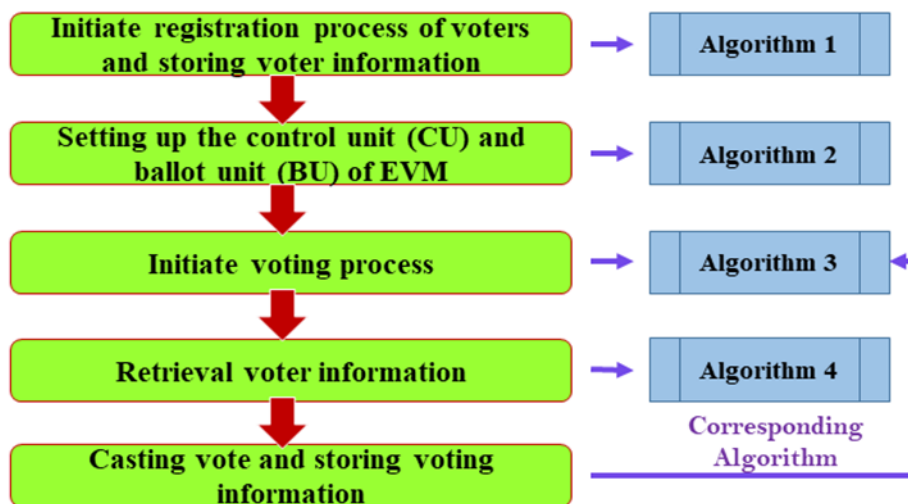 Initiate registration process of voters
and storing voter information
Algorithm 1
Setting up the control unit (CU) and
ballot unit (BU) of EVM
Algorithm 2
Initiate voting process
Algorithm 3
Retrieval voter information
Algorithm 4
Corresponding
Algorithm
Casting vote and storing voting
information